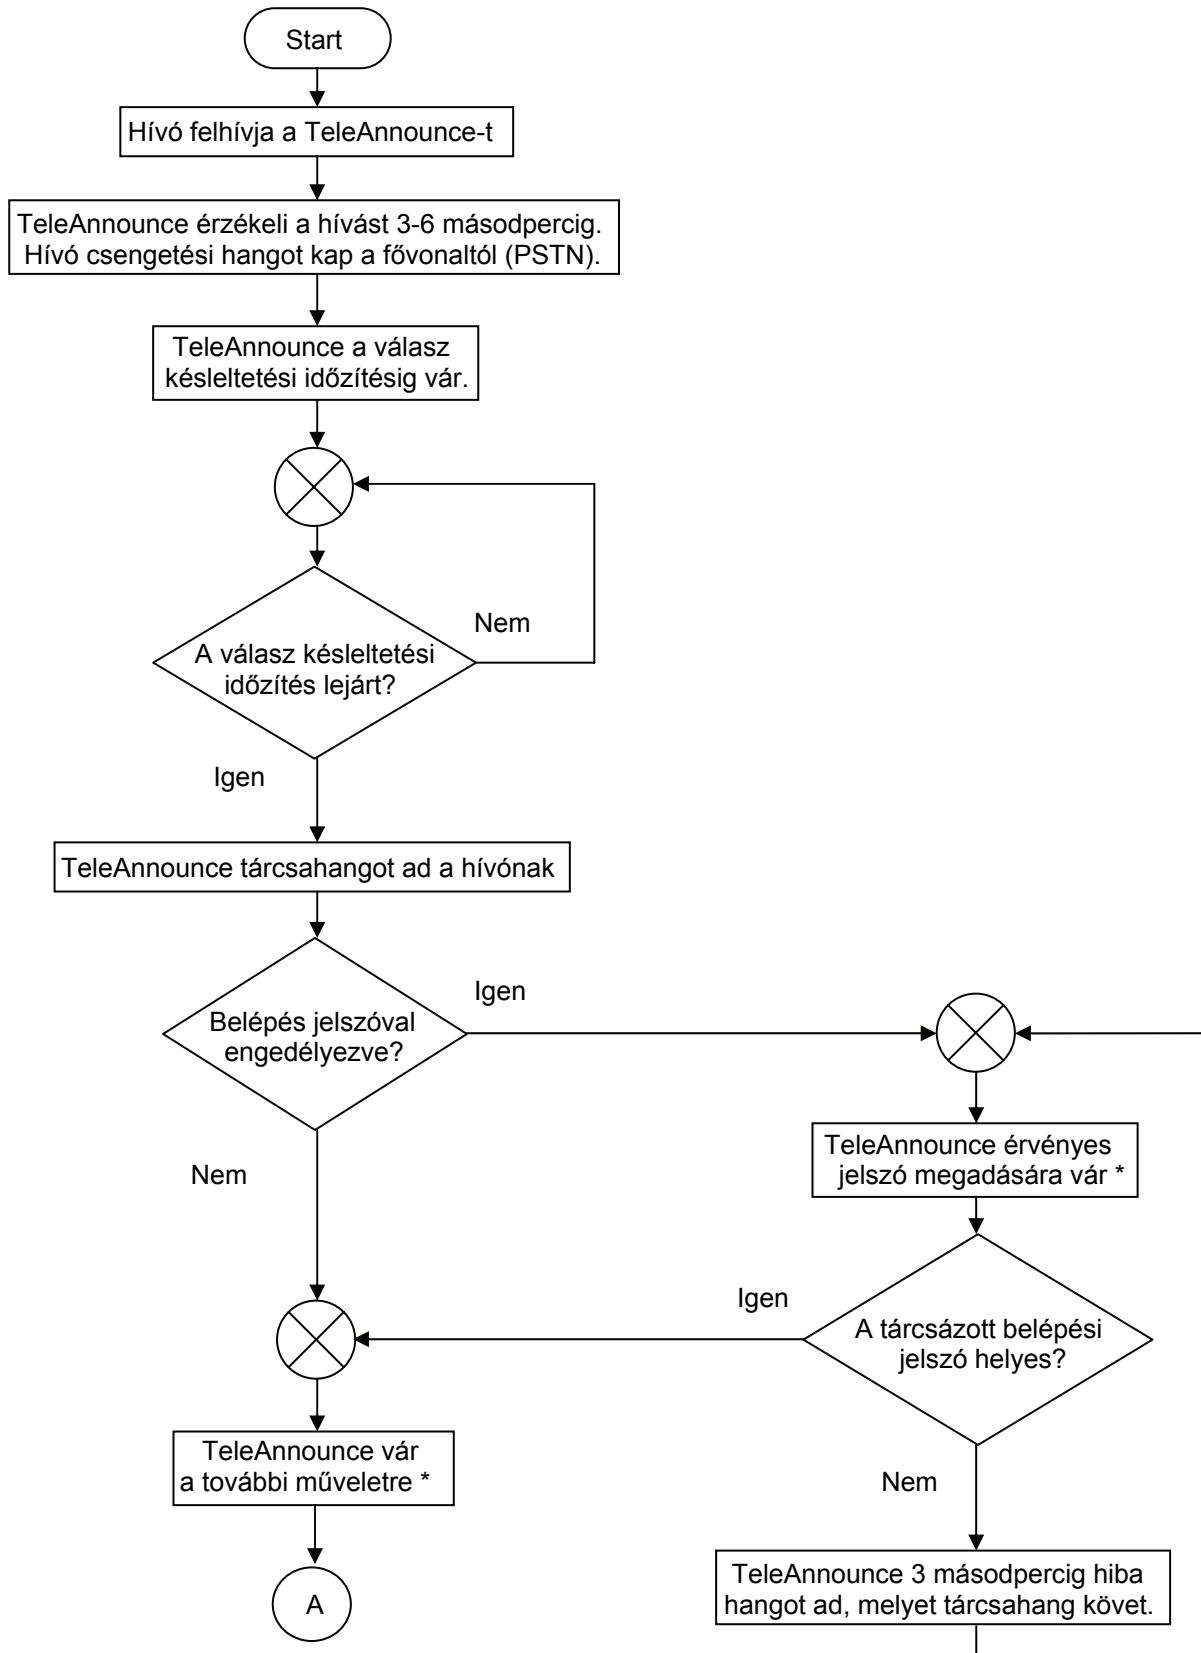 Start
Hívó felhívja a TeleAnnounce-t
TeleAnnounce érzékeli a hívást 3-6 másodpercig.
Hívó csengetési hangot kap a fővonaltól (PSTN).
TeleAnnounce a válasz
késleltetési időzítésig vár.
Nem
A válasz késleltetési
időzítés lejárt?
Igen
TeleAnnounce tárcsahangot ad a hívónak
Igen
Belépés jelszóval
engedélyezve?
Nem
TeleAnnounce érvényes
jelszó megadására vár *
Igen
A tárcsázott belépési
jelszó helyes?
TeleAnnounce vár
a további műveletre *
Nem
A
TeleAnnounce 3 másodpercig hiba
hangot ad, melyet tárcsahang követ.